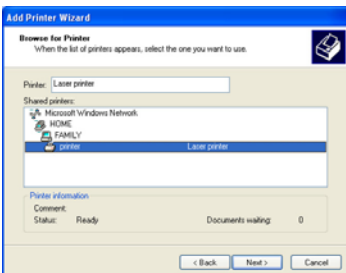 Add Printer Wizard
Browse for Printer
When the list of printers appears, select the one you want to use.
Printer: Laser printer
Shared printers:
Microsoft Windows Network
HOME
FAMILY
printer Laser printer
Printer information
Comment:
Status: Ready Documents waiting: 0
< Back Next > Cancel